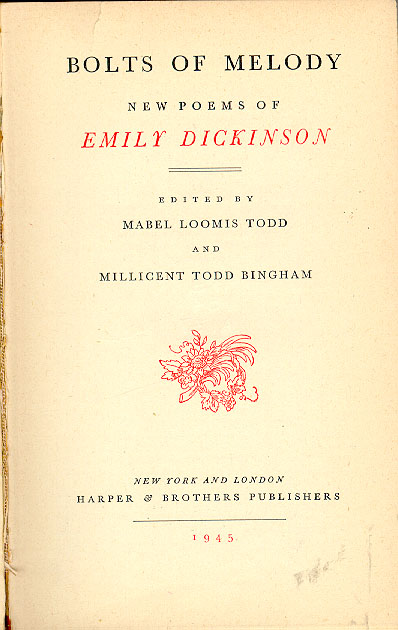 BOLTS OF MELODY
NEW POEMS OF
EMILY DICKINSON
EDITED BY
MABEL LOOMIS TODD
AND
MILLICENT TODD BINGHAM
NEW YORK AND LONDON
HARPER & BROTHERS PUBLISHERS
1945